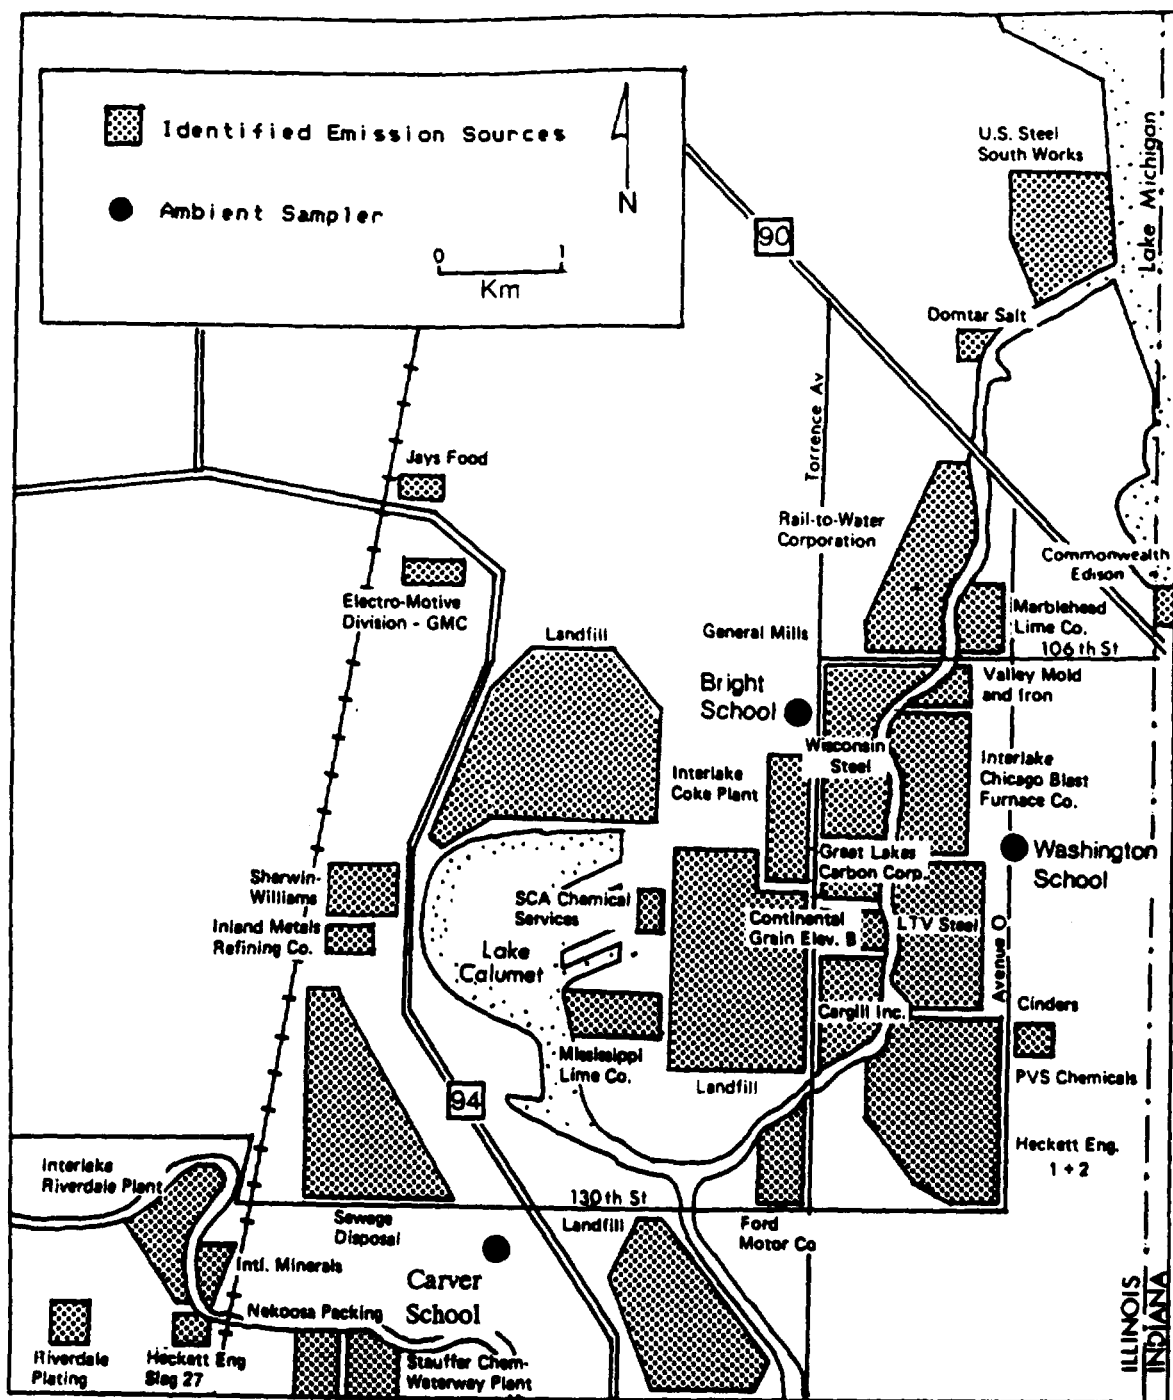 Identified Emission Sources
Ambient Sampler
N
0 1
Km
U.S. Steel
South Works
Lake Michigan
90
Domtar Salt
Torrence Av
Jays Food
Rail-to-Water
Corporation
Commonwealth
Edison
Electro-Motive
Division - GMC
Marblehead
Lime Co.
General Mills
Landfill
106 th St
Valley Mold
and Iron
Bright
School
Wisconsin
Steel
Interlake
Coke Plant
Interlake
Chicago Blast
Furnace Co.
Great Lakes
Carbon Corp.
Washington
School
Sherwin-
Williams
SCA Chemical
Services
Inland Metals
Refining Co.
Continental
Grain Elev. B
LTV Steel
Lake
Calumet
Avenue O
Cargill Inc.
Cinders
Mississippi
Lime Co.
Landfill
PVS Chemicals
94
Heckett Eng.
1 + 2
Interlake
Riverdale Plant
130 th St
Sewage
Disposal
Landfill
Ford
Motor Co
Intl. Minerals
Carver
School
Nekoosa Packing
Riverdale
Plating
Heckett Eng
Slag 27
Stauffer Chem-
Waterway Plant
ILLINOIS
INDIANA